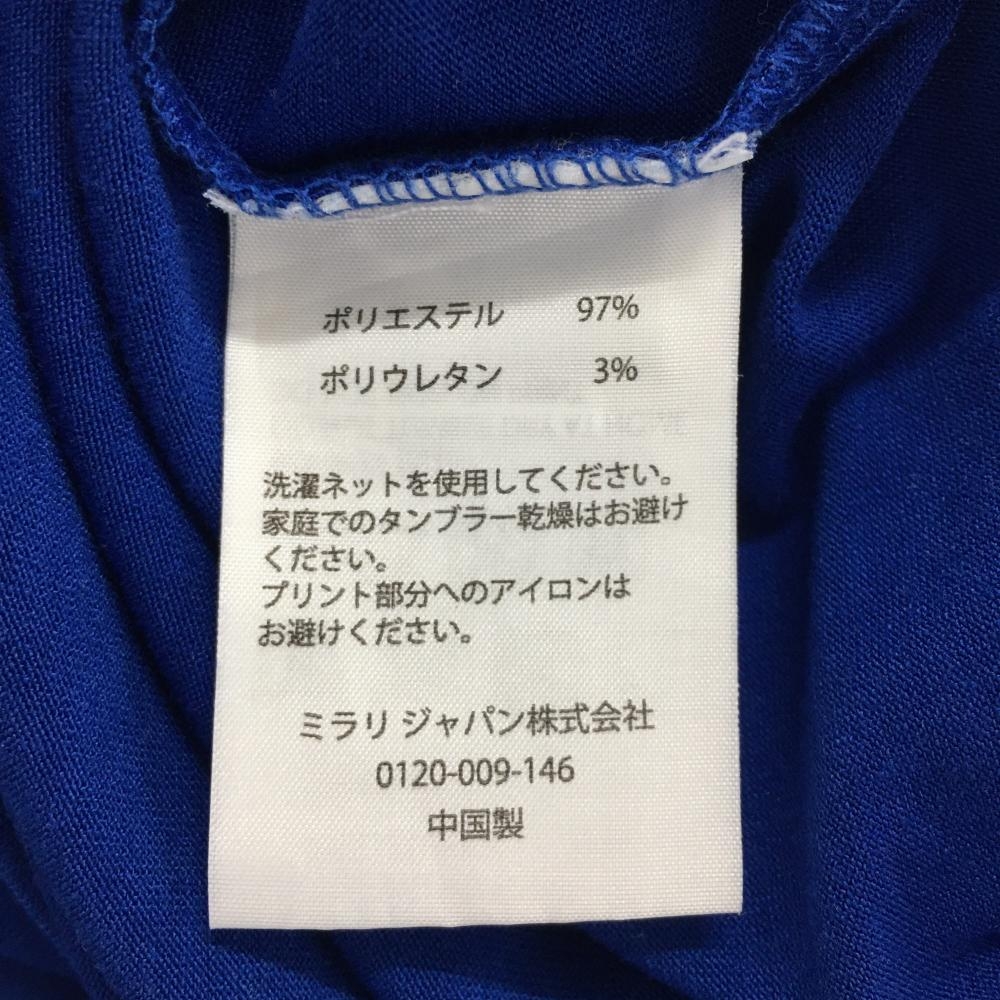 ポリエステル 97%
ポリウレタン 3%
洗濯ネットを使用してください。
家庭でのタンブラー乾燥はお避け
ください。
プリント部分へのアイロンは
お避けください。
ミラリ ジャパン株式会社
0120-009-146
中国製